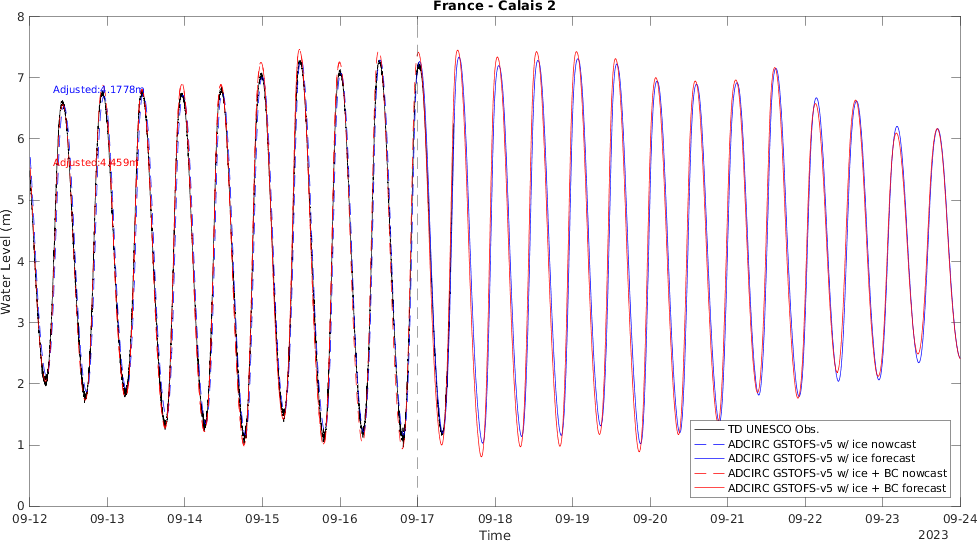 France - Calais 2
8
7
6
5
4
3
2
1
0
Water Level (m)
Adjusted:4.1778m
Adjusted:4.459m
TD UNESCO Obs.
ADCIRC GSTOFS-v5 w/ ice nowcast
ADCIRC GSTOFS-v5 w/ ice forecast
ADCIRC GSTOFS-v5 w/ ice + BC nowcast
ADCIRC GSTOFS-v5 w/ ice + BC forecast
09-12 09-13 09-14 09-15 09-16 09-17 09-18 09-19 09-20 09-21 09-22 09-23 09-24
Time
2023